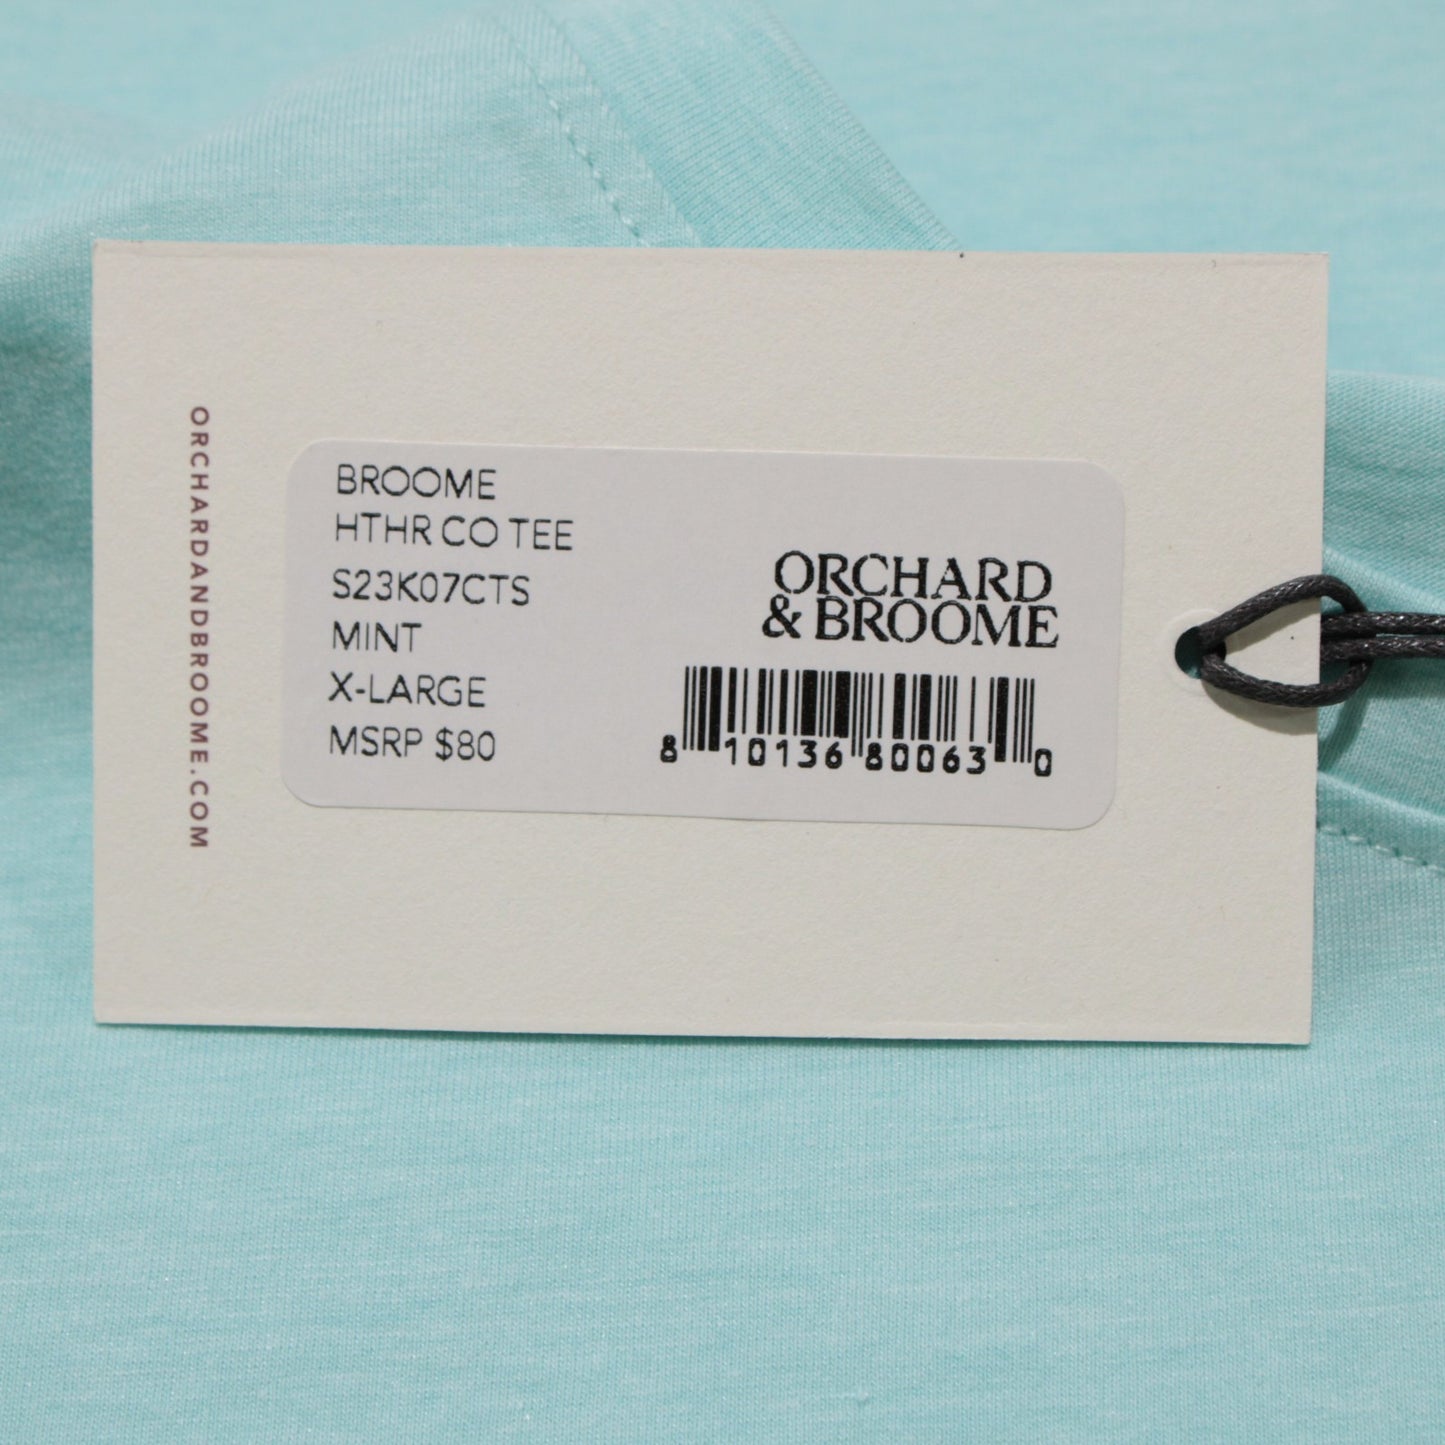 ORCHARDANDBROOME.COM
BROOME
HTHR CO TEE
S23K07CTS
MINT
X-LARGE
MSRP $80
ORCHARD
& BROOME
8 10136 80063 0